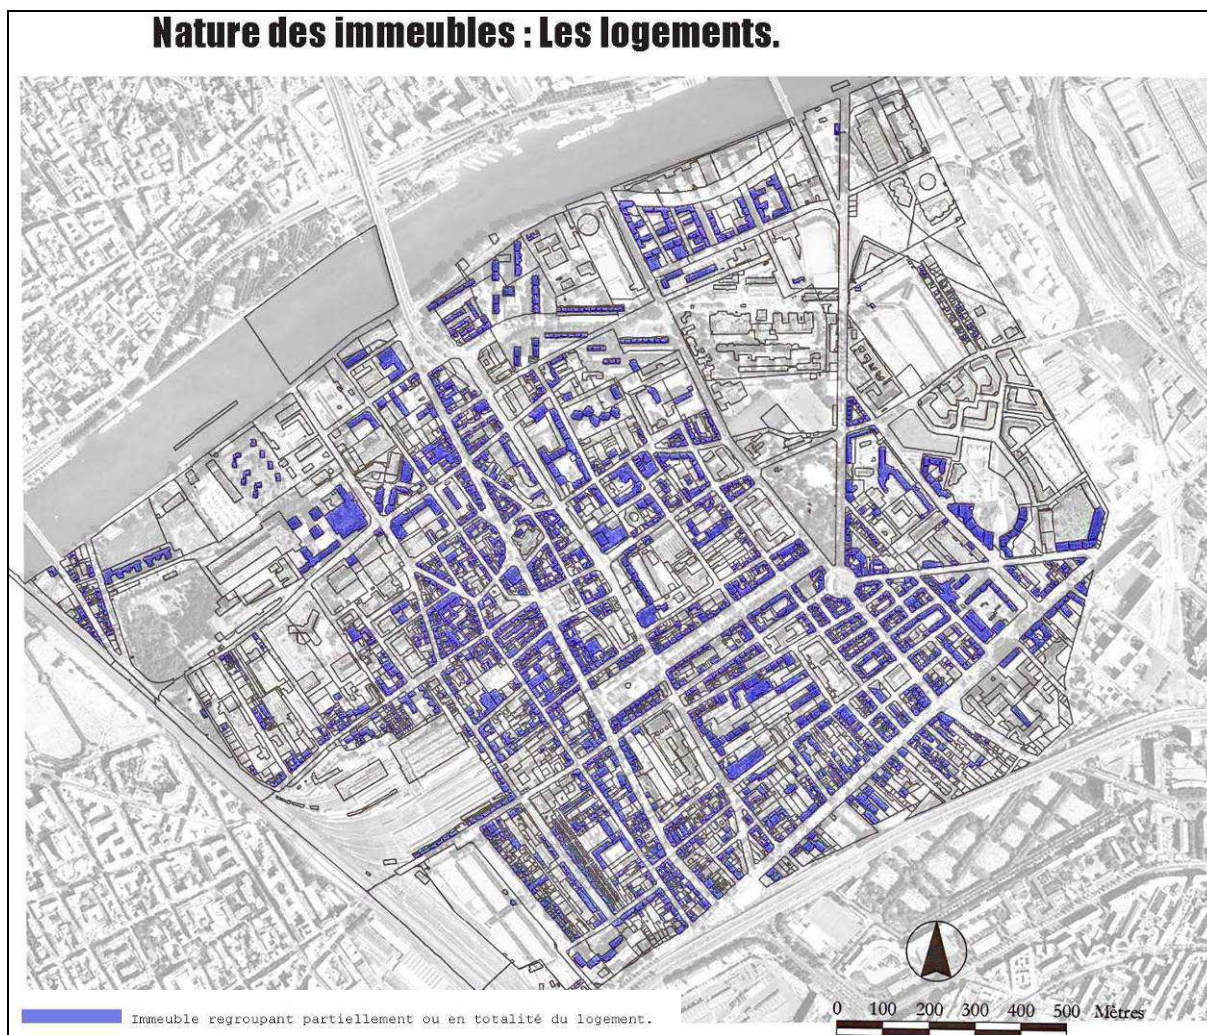 Nature des immeubles : Les logements.
Immeuble regroupant partiellement ou en totalité du logement.
0 100 200 300 400 500 Mètres